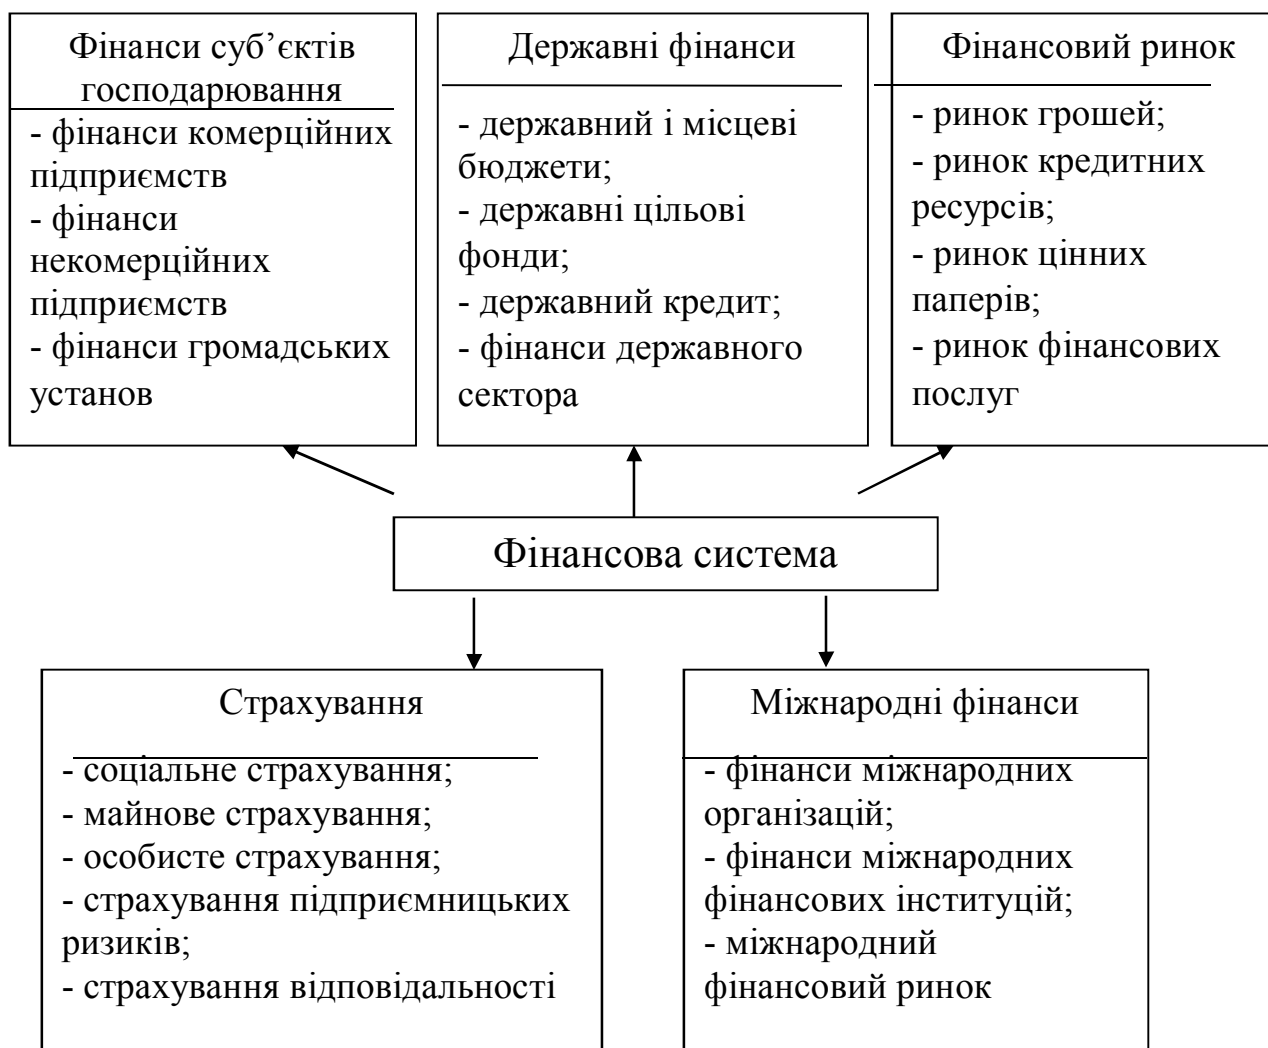 Фінанси суб’єктів
господарювання
- фінанси комерційних
підприємств
- фінанси
некомерційних
підприємств
- фінанси громадських
установ
Державні фінанси
- державний і місцеві
бюджети;
- державні цільові
фонди;
- державний кредит;
- фінанси державного
сектора
Фінансовий ринок
- ринок грошей;
- ринок кредитних
ресурсів;
- ринок цінних
паперів;
- ринок фінансових
послуг
Фінансова система
Страхування
- соціальне страхування;
- майнове страхування;
- особисте страхування;
- страхування підприємницьких
ризиків;
- страхування відповідальності
Міжнародні фінанси
- фінанси міжнародних
організацій;
- фінанси міжнародних
фінансових інституцій;
- міжнародний
фінансовий ринок